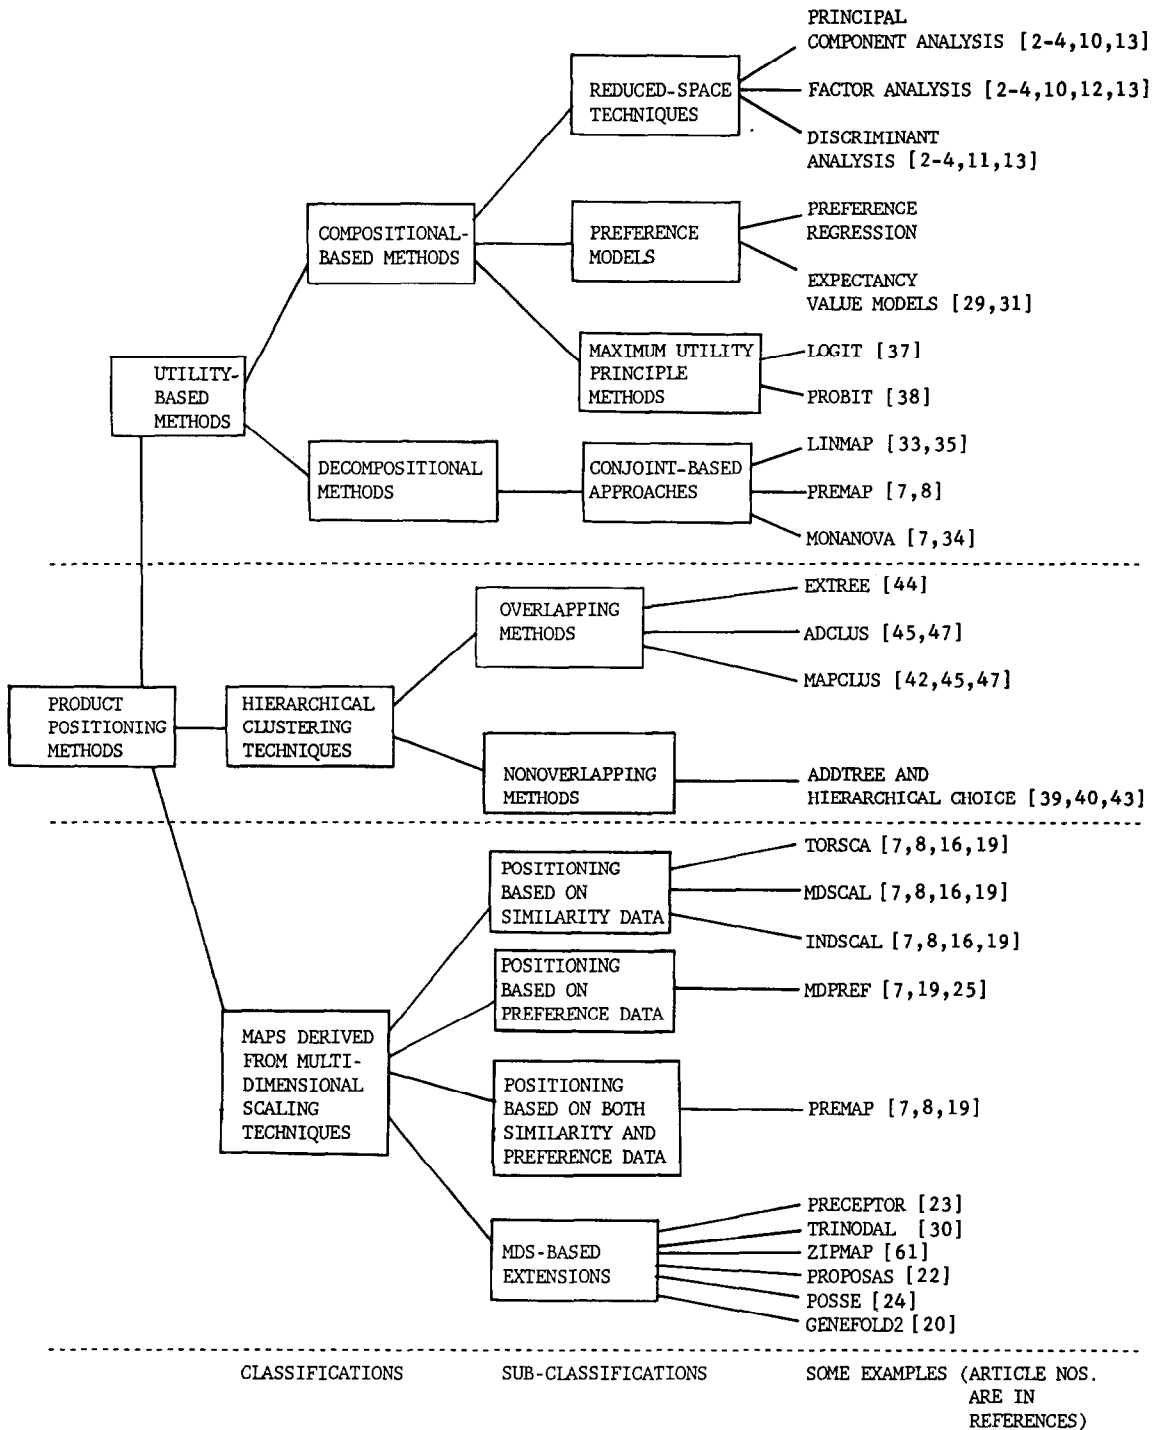 PRINCIPAL
COMPONENT ANALYSIS [2-4,10,13]
REDUCED-SPACE
TECHNIQUES
FACTOR ANALYSIS [2-4,10,12,13]
DISCRIMINANT
ANALYSIS [2-4,11,13]
COMPOSITIONAL-
BASED METHODS
PREFERENCE
MODELS
PREFERENCE
REGRESSION
EXPECTANCY
VALUE MODELS [29,31]
MAXIMUM UTILITY
PRINCIPLE
METHODS
LOGIT [37]
PROBIT [38]
UTILITY-
BASED
METHODS
DECOMPOSITIONAL
METHODS
CONJOINT-BASED
APPROACHES
LINMAP [33,35]
PREMAP [7,8]
MONANOVA [7,34]
OVERLAPPING
METHODS
EXTREE [44]
ADCLUS [45,47]
MAPCLUS [42,45,47]
PRODUCT
POSITIONING
METHODS
HIERARCHICAL
CLUSTERING
TECHNIQUES
NONOVERLAPPING
METHODS
ADDTREE AND
HIERARCHICAL CHOICE [39,40,43]
POSITIONING
BASED ON
SIMILARITY DATA
TORSCA [7,8,16,19]
MDSCAL [7,8,16,19]
INDSCAL [7,8,16,19]
POSITIONING
BASED ON
PREFERENCE DATA
MDPREF [7,19,25]
MAPS DERIVED
FROM MULTI-
DIMENSIONAL
SCALING
TECHNIQUES
POSITIONING
BASED ON BOTH
SIMILARITY AND
PREFERENCE DATA
PREMAP [7,8,19]
MDS-BASED
EXTENSIONS
PRECEPTOR [23]
TRINODAL [30]
ZIPMAP [61]
PROPOSAS [22]
POSSE [24]
GENEFOLD2 [20]
CLASSIFICATIONS
SUB-CLASSIFICATIONS
SOME EXAMPLES (ARTICLE NOS.
ARE IN
REFERENCES)